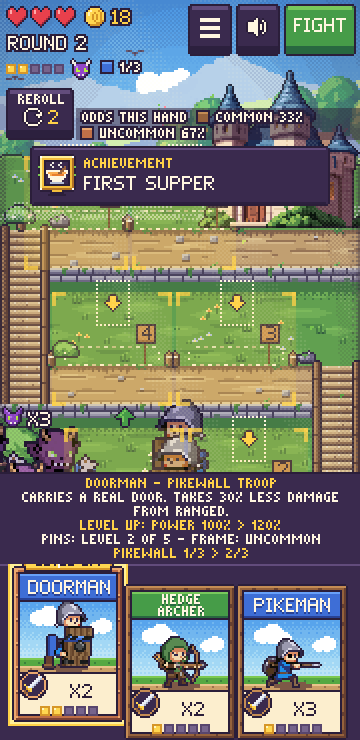 18
FIGHT
ROUND 2
1/3
REROLL
2
ODDS THIS HAND COMMON 33%
UNCOMMON 67%
ACHIEVEMENT
FIRST SUPPER
4
3
X3
DOORMAN - PIKEWALL TROOP
CARRIES A REAL DOOR. TAKES 30% LESS DAMAGE
FROM RANGED.
LEVEL UP: POWER 100% > 120%
PINS: LEVEL 2 OF 5 - FRAME: UNCOMMON
PIKEWALL 1/3 > 2/3
DOORMAN
X2
HEDGE
ARCHER
X2
PIKEMAN
X3